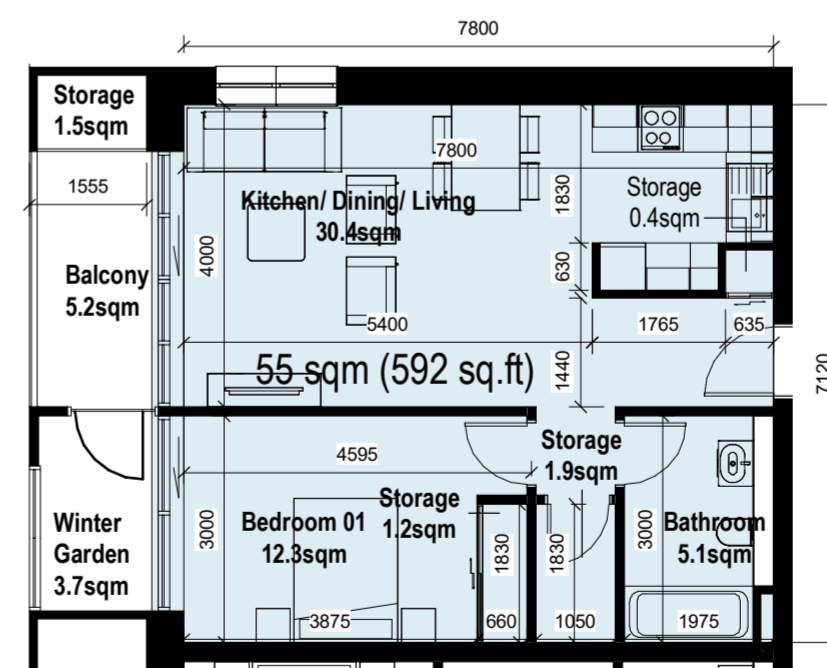 7800
Storage
1.5sqm
7800
1555
Storage
0.4sqm
1830
Kitchen/ Dining/ Living
30.4sqm
4000
Balcony
5.2sqm
630
5400
1765
635
55 sqm (592 sq.ft)
1440
7120
Storage
1.9sqm
4595
Storage
1.2sqm
Bedroom 01
12.3sqm
3000
Winter
Garden
3.7sqm
1830
1830
3000
Bathroom
5.1sqm
3875
660
1050
1975